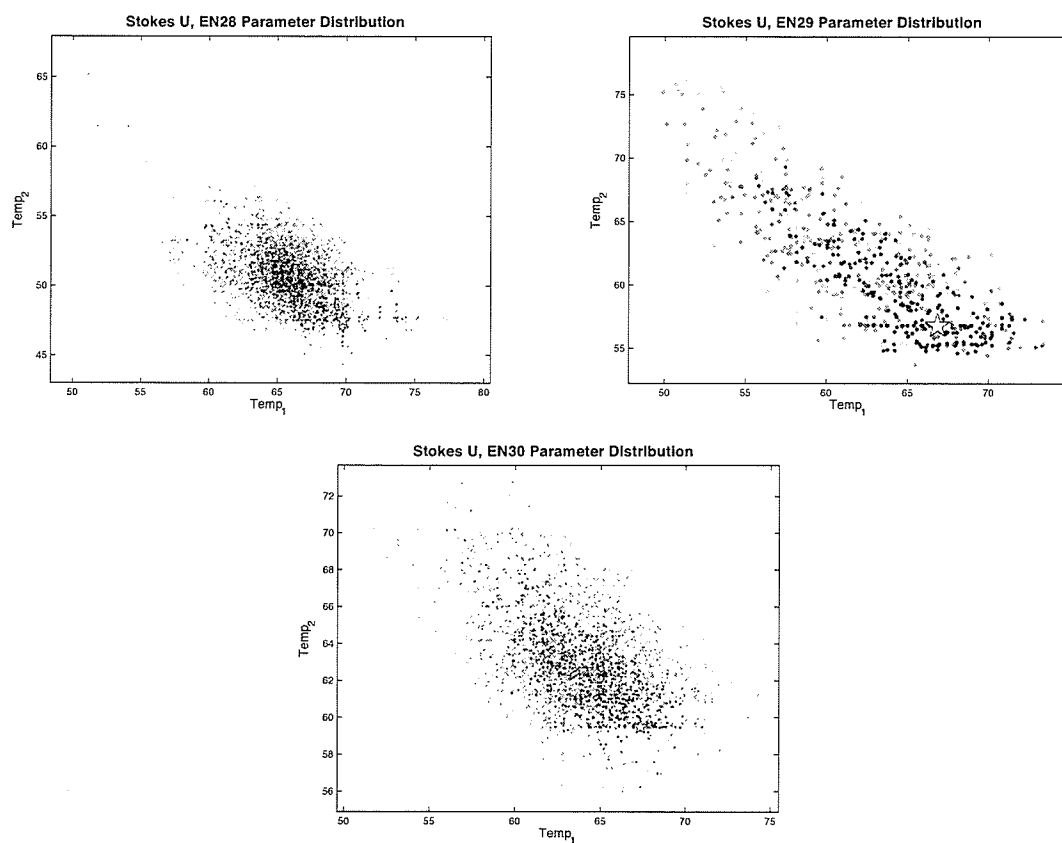 Stokes U, EN28 Parameter Distribution
65
60
55
50
45
Temp2
50 55 60 65 70 75 80
Temp1
Stokes U, EN29 Parameter Distribution
75
70
65
60
55
Temp2
50 55 60 65 70
Temp1
Stokes U, EN30 Parameter Distribution
72
70
68
66
64
62
60
58
56
Temp2
50 55 60 65 70 75
Temp1